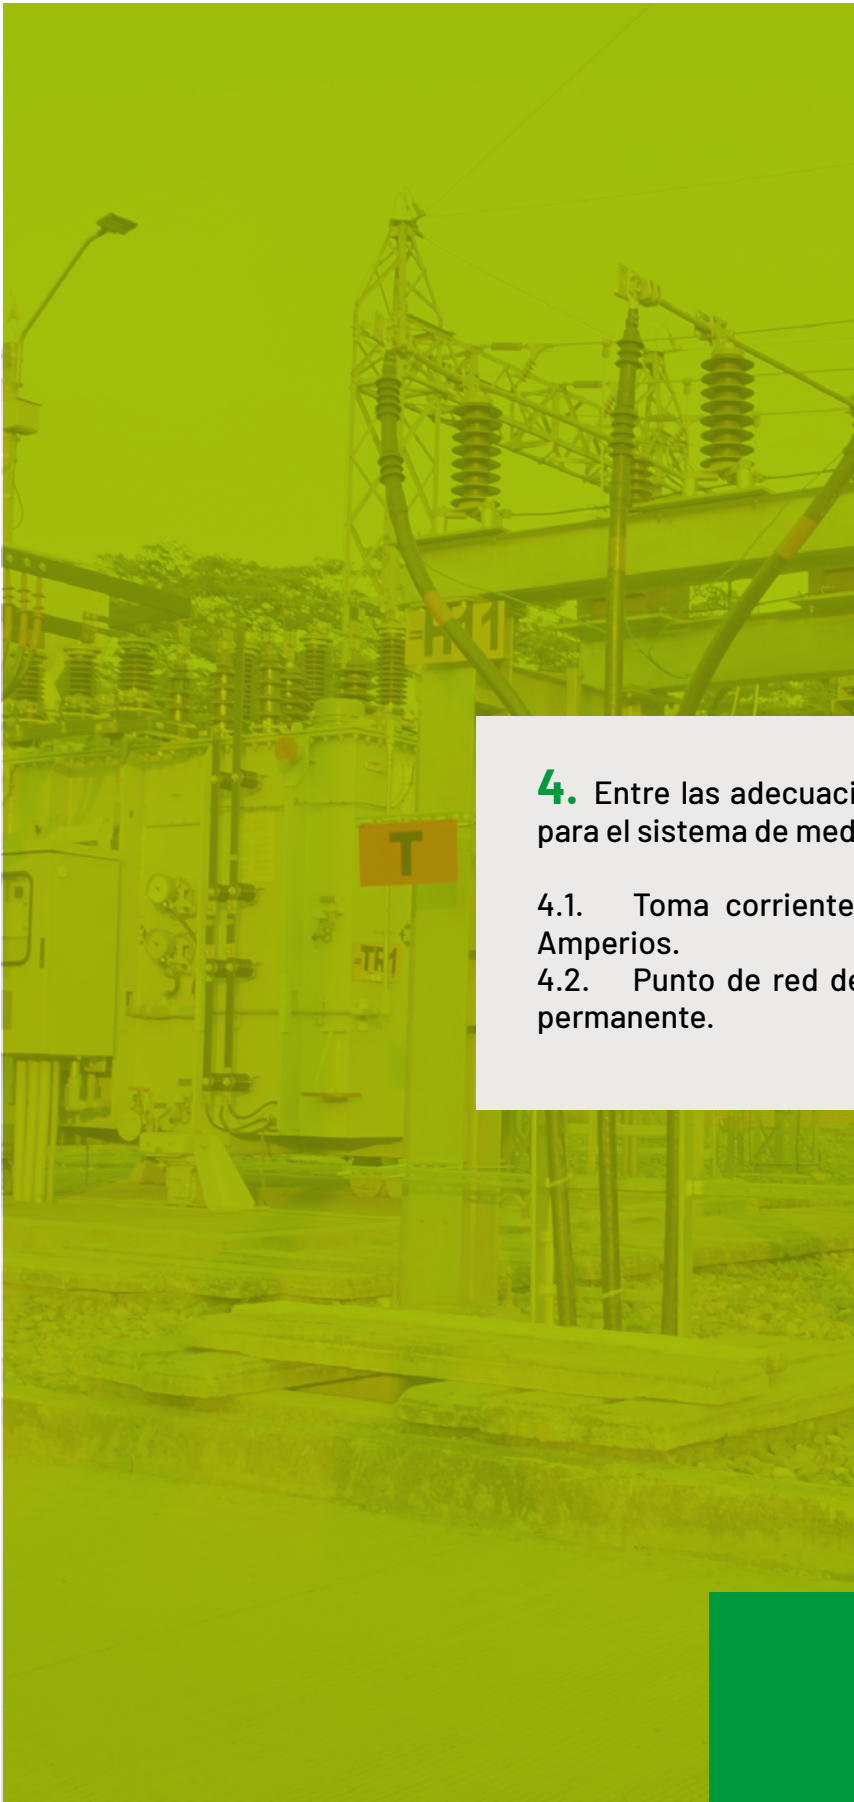 =TR1
T
=TR1
4. Entre las adecuaci
para el sistema de med
4.1. Toma corriente
Amperios.
4.2. Punto de red de
permanente.